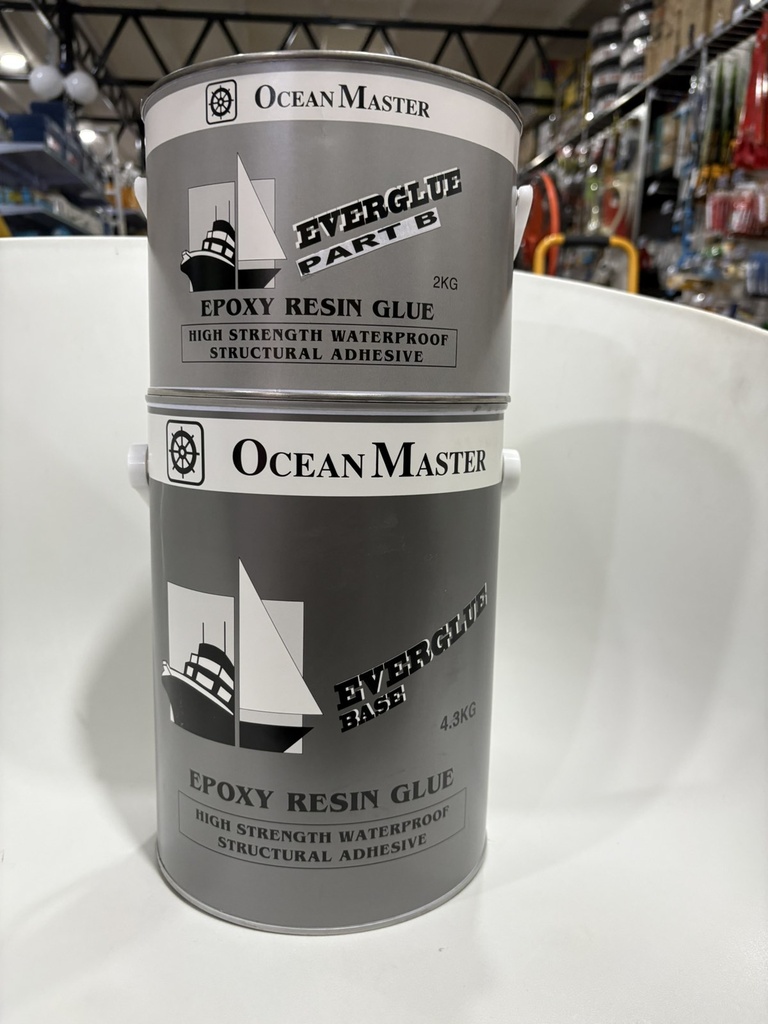 OCEAN MASTER
EVERGLUE
PART B
2KG
EPOXY RESIN GLUE
HIGH STRENGTH WATERPROOF
STRUCTURAL ADHESIVE
OCEAN MASTER
EVERGLUE
BASE
4.3KG
EPOXY RESIN GLUE
HIGH STRENGTH WATERPROOF
STRUCTURAL ADHESIVE